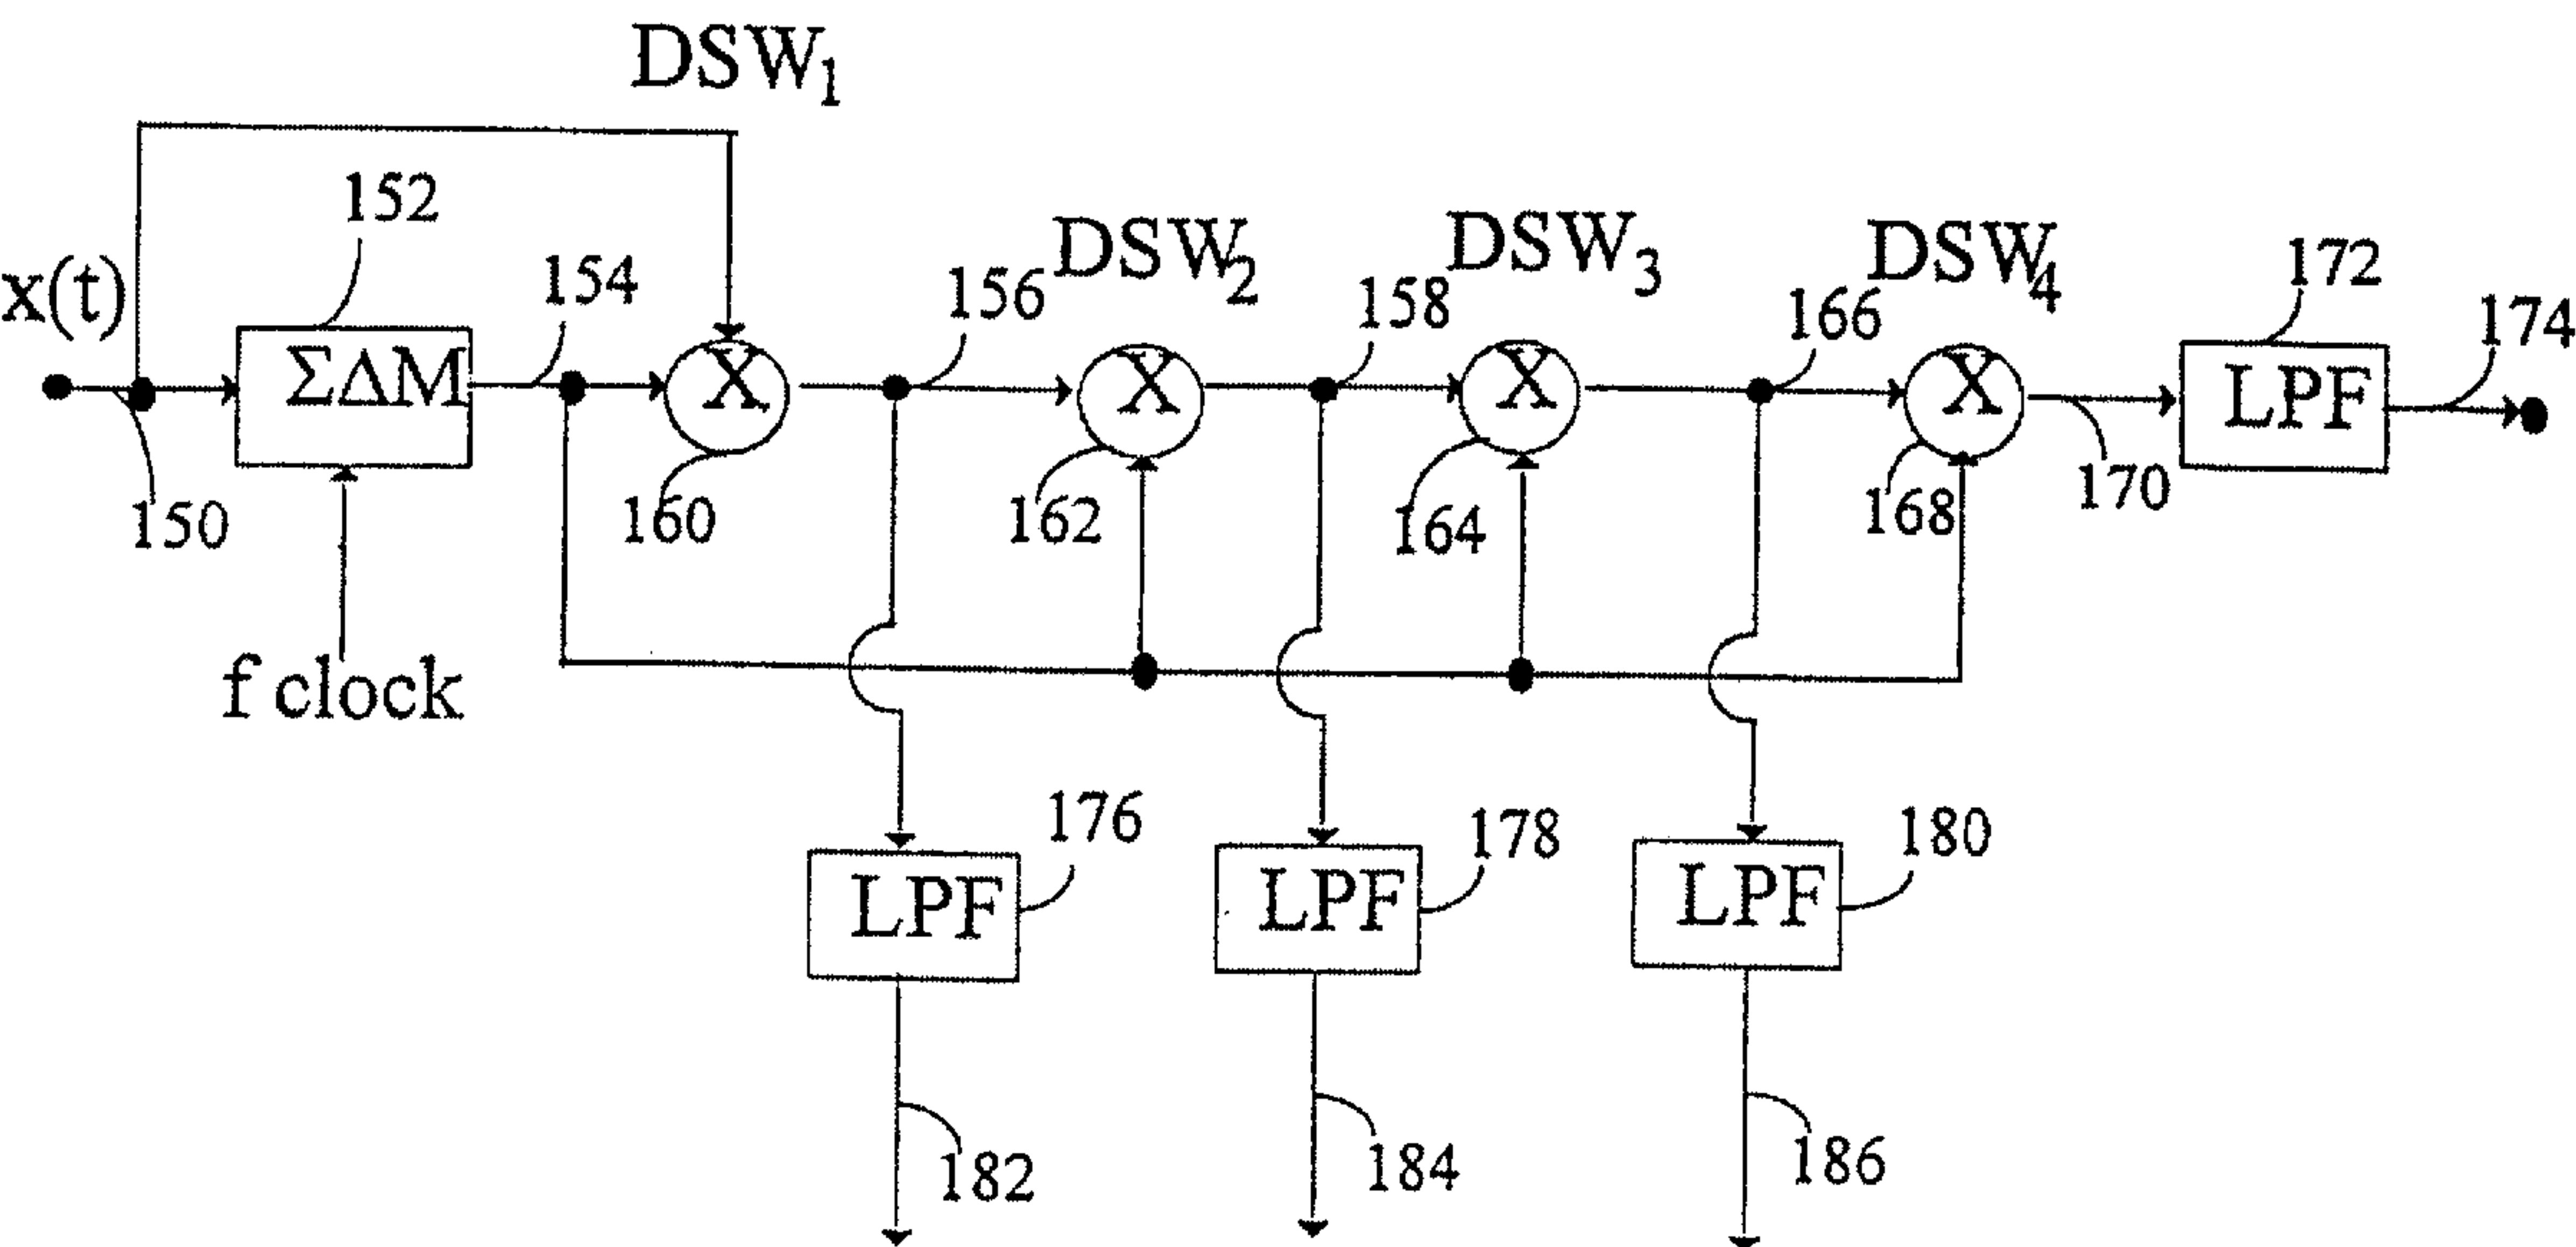 DSW1
152
x(t)
154
156
DSW2
158
DSW3
166
DSW4
172
174
ΣΔM
X
X
X
X
LPF
150
160
162
164
168
170
f clock
176
178
180
LPF
LPF
LPF
182
184
186